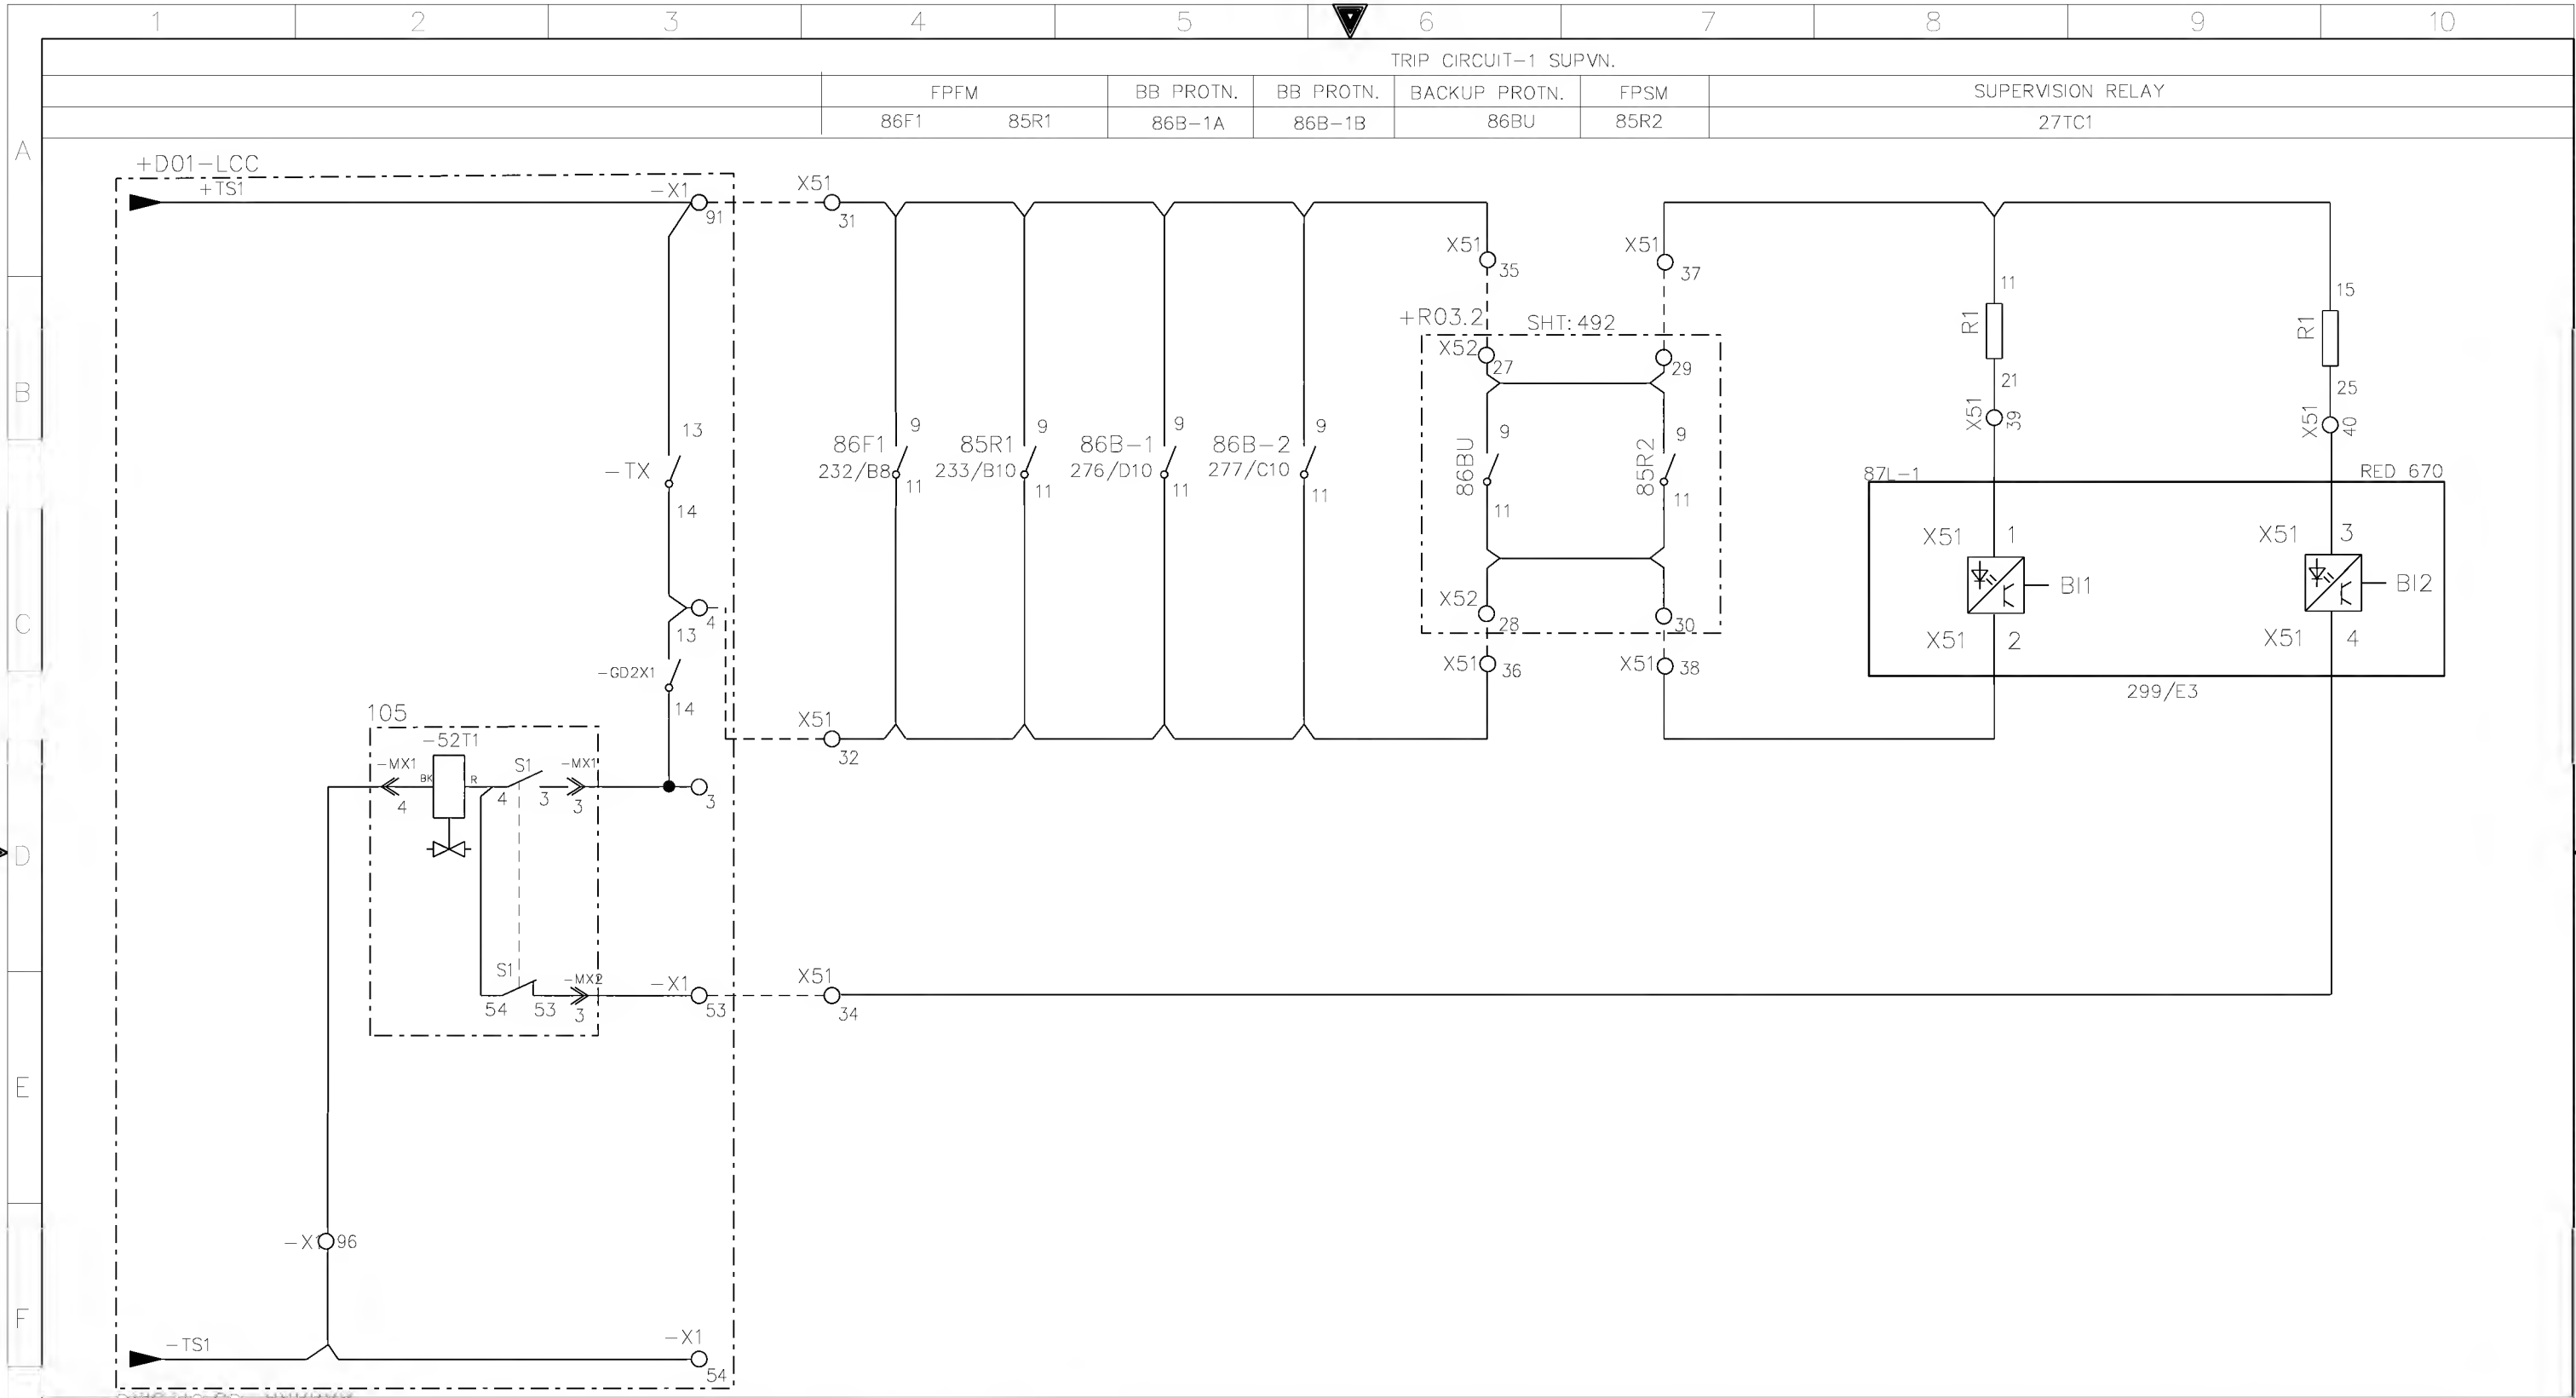 1 2 3 4 5 6 7 8 9 10
TRIP CIRCUIT-1 SUPVN.
FPFM BB PROTN. BB PROTN. BACKUP PROTN. FPSM SUPERVISION RELAY
86F1 85R1 86B-1A 86B-1B 86BU 85R2 27TC1
A
+D01-LCC
+TS1 -X1 X51
91 31
X51 X51
35 37
11 15
+R03.2 SHT:492
R1 R1
X52
27 29
B
21 25
X51 39 X51 40
13 9 9 9 9 9 9
86F1 85R1 86B-1 86B-2 86BU 85R2
-TX 232/B8 233/B10 276/D10 277/C10
11 11 11 11
87L-1 RED 670
14 11 11
X51 1 X51 3
BI1 BI2
X52
4 28 30
C
13
X51 2 X51 4
-GD2X1
X51 36 X51 38
14
299/E3
105 X51
-52T1 32
-MX1 BK R S1 -MX1
4 4 3 3 3
D
S1 -MX2 -X1 X51
54 53 3 53 34
E
-X1 96
F
-TS1 -X1
54